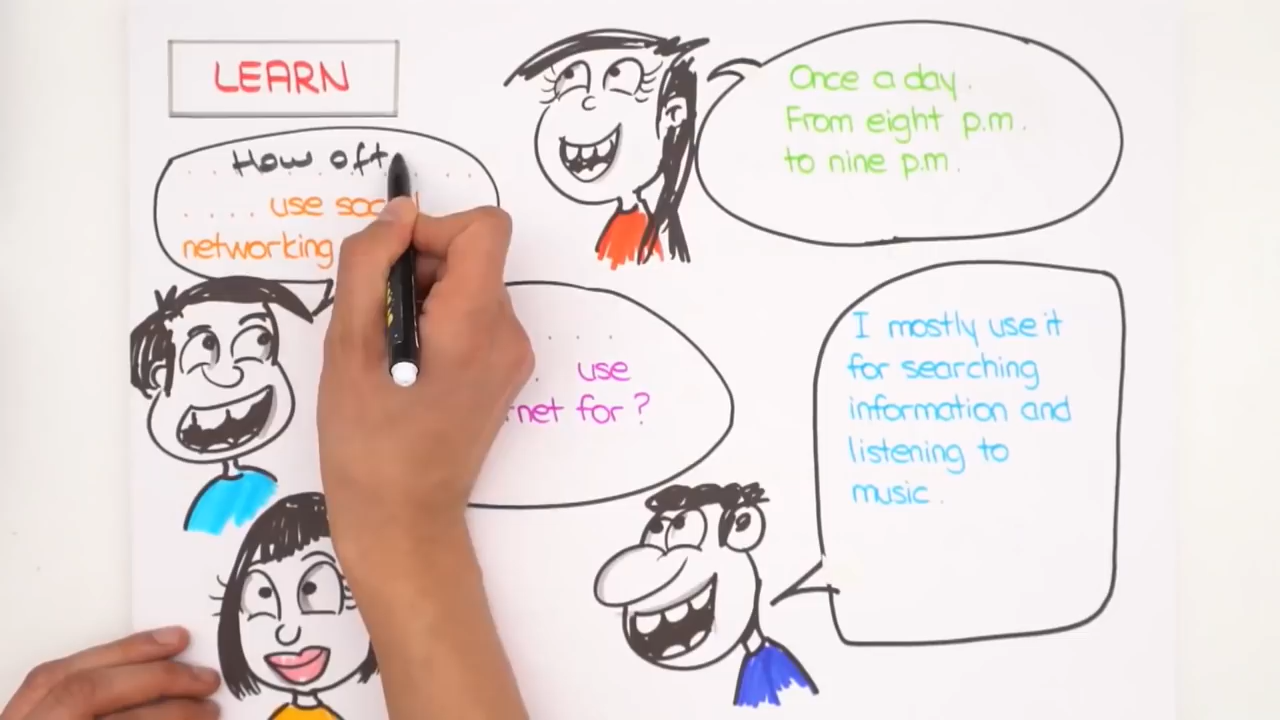 LEARN
How oft
.... use
networking
use
net for?
Once a day.
From eight p.m.
to nine p.m.
I mostly use it
for searching
information and
listening to
music.